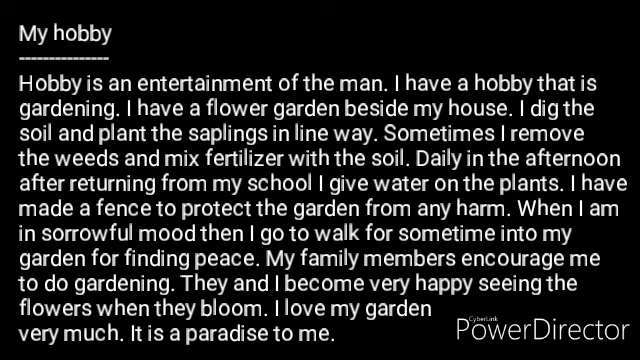 My hobby
---------------
Hobby is an entertainment of the man. I have a hobby that is
gardening. I have a flower garden beside my house. I dig the
soil and plant the saplings in line way. Sometimes I remove
the weeds and mix fertilizer with the soil. Daily in the afternoon
after returning from my school I give water on the plants. I have
made a fence to protect the garden from any harm. When I am
in sorrowful mood then I go to walk for sometime into my
garden for finding peace. My family members encourage me
to do gardening. They and I become very happy seeing the
flowers when they bloom. I love my garden
very much. It is a paradise to me.
CyberLink
PowerDirector